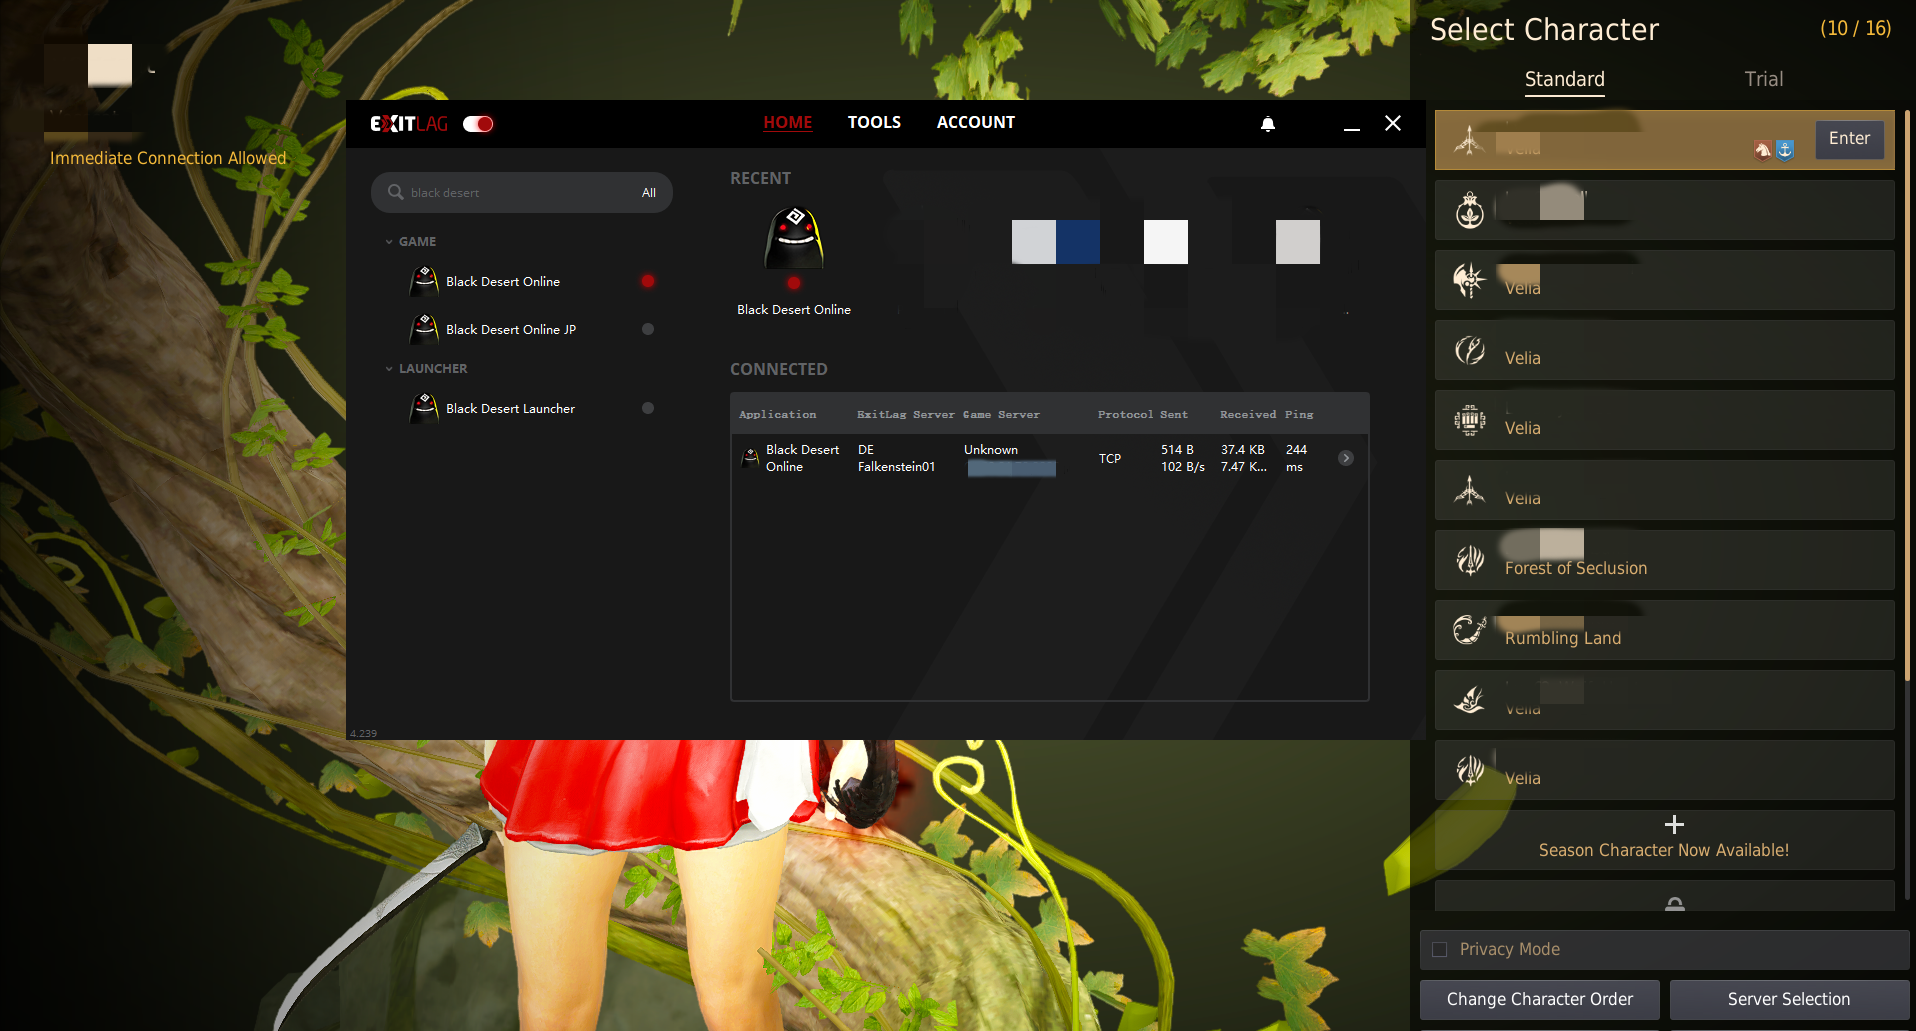 Immediate Connection Allowed
EXITLAG
HOME
TOOLS
ACCOUNT
black desert
All
GAME
Black Desert Online
Black Desert Online JP
LAUNCHER
Black Desert Launcher
4.239
RECENT
Black Desert Online
CONNECTED
Application ExitLag Server Game Server Protocol Sent Received Ping
Black Desert DE Unknown TCP 514 B 37.4 KB 244
Online Falkenstein01 102 B/s 7.47 K... ms
Select Character
(10 / 16)
Standard
Trial
Velia
Enter
Velia
Velia
Velia
Velia
Forest of Seclusion
Rumbling Land
Velia
Velia
Season Character Now Available!
Privacy Mode
Change Character Order
Server Selection